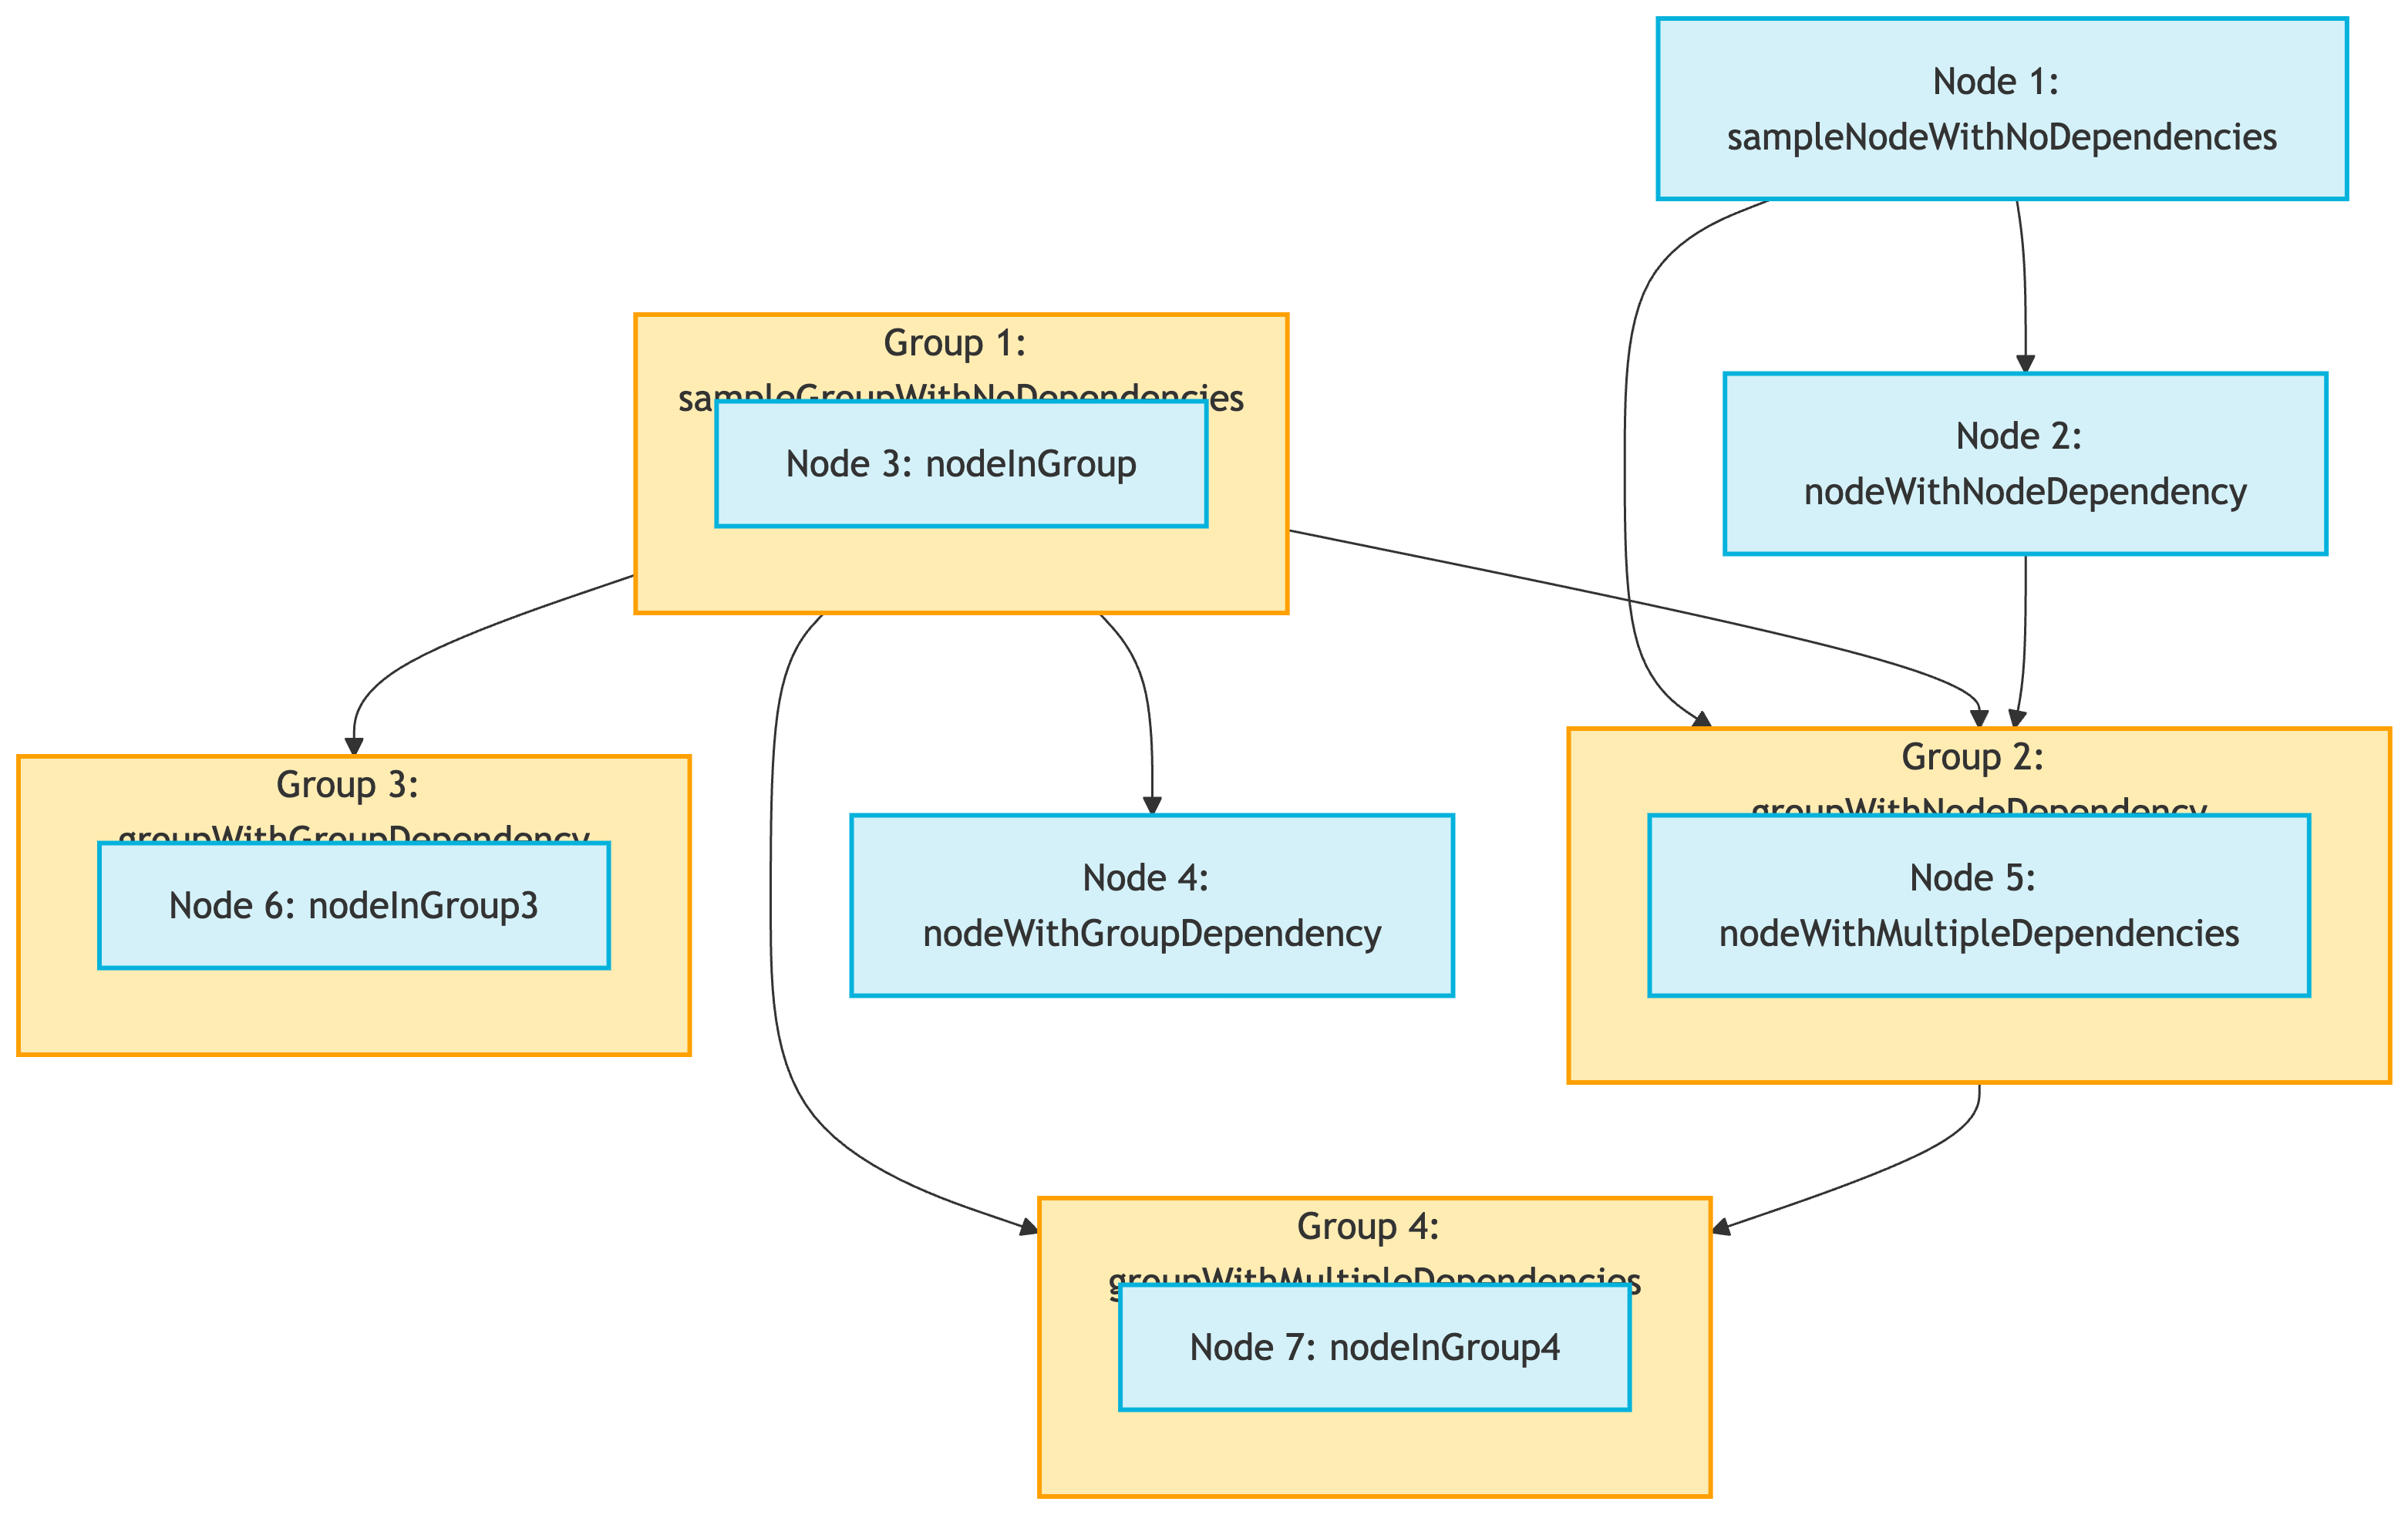 Node 1:
sampleNodeWithNoDependencies
Group 1:
sampleGroupWithNoDependencies
Node 3: nodeInGroup
Node 2:
nodeWithNodeDependency
Group 3:
groupWithGroupDependency
Node 6: nodeInGroup3
Node 4:
nodeWithGroupDependency
Group 2:
groupWithNodeDependency
Node 5:
nodeWithMultipleDependencies
Group 4:
groupWithMultipleDependencies
Node 7: nodeInGroup4